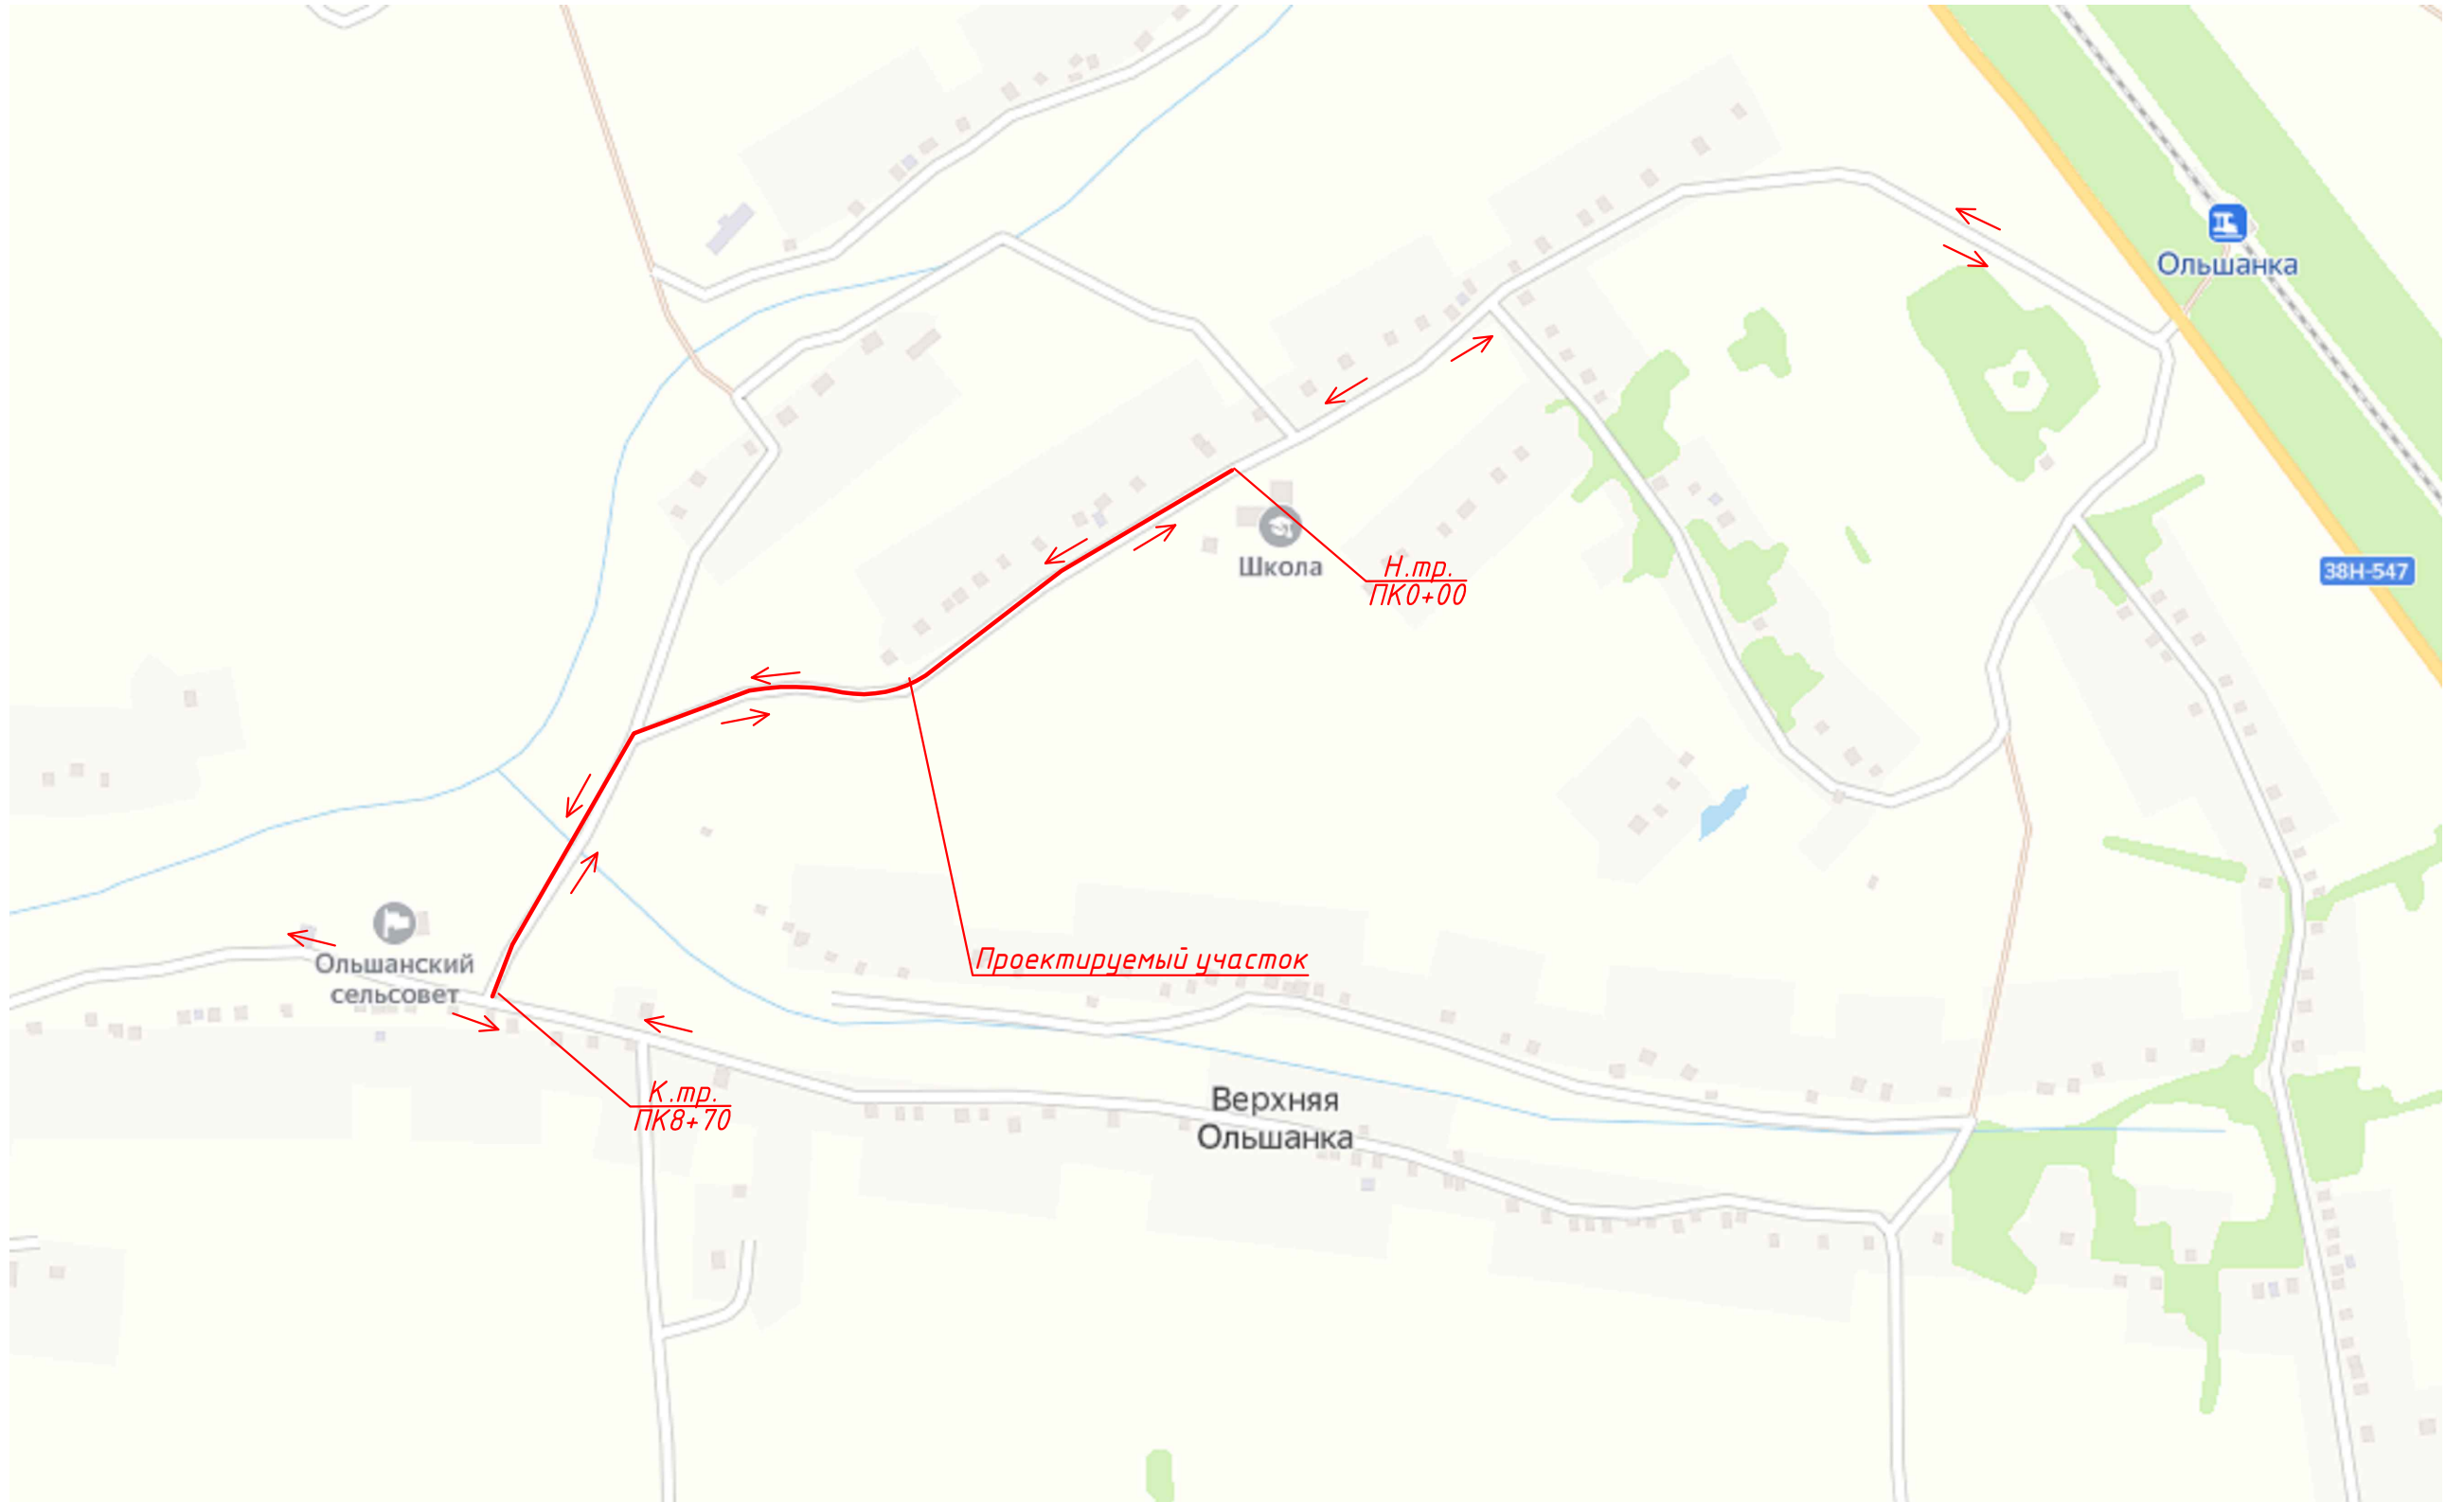 Ольшанка
Школа
Н.тр.
ПК0+00
38Н-547
Ольшанский
сельсовет
Проектируемый участок
К.тр.
ПК8+70
Верхняя
Ольшанка